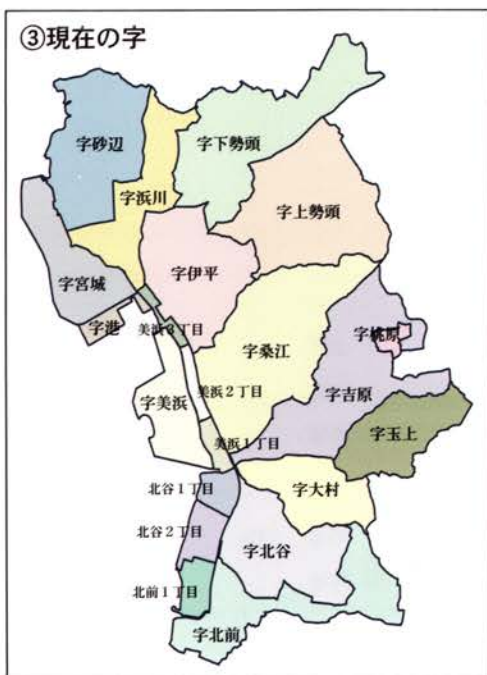 ③現在の字
字砂辺
字下勢頭
字浜川
字上勢頭
字伊平
字宮城
字港
美浜3丁目
字桃原
字桑江
美浜2丁目
字美浜
字吉原
字玉上
美浜1丁目
北谷1丁目
字大村
北谷2丁目
字北谷
北前1丁目
字北前